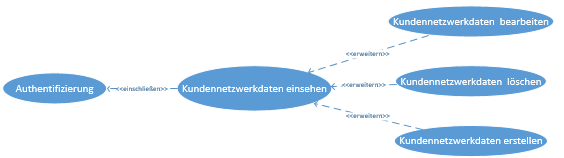 Kundennetzwerkdaten bearbeiten
<<erweitern>>
Authentifizierung
<<einschließen>>
Kundennetzwerkdaten einsehen
<<erweitern>>
Kundennetzwerkdaten löschen
<<erweitern>>
Kundennetzwerkdaten erstellen